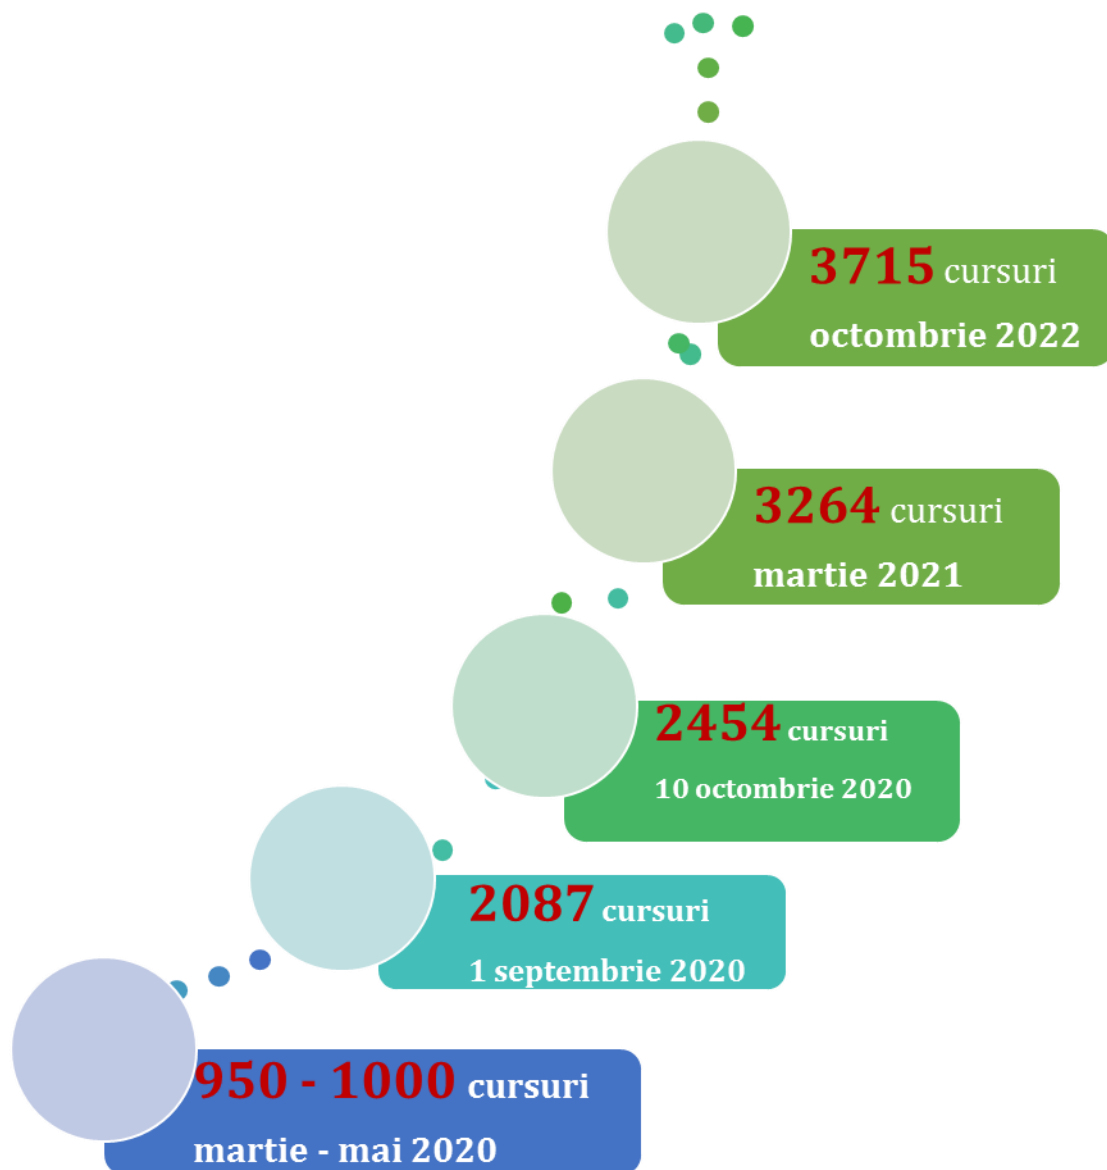 3715 cursuri
octombrie 2022
3264 cursuri
martie 2021
2454 cursuri
10 octombrie 2020
2087 cursuri
1 septembrie 2020
950 - 1000 cursuri
martie - mai 2020